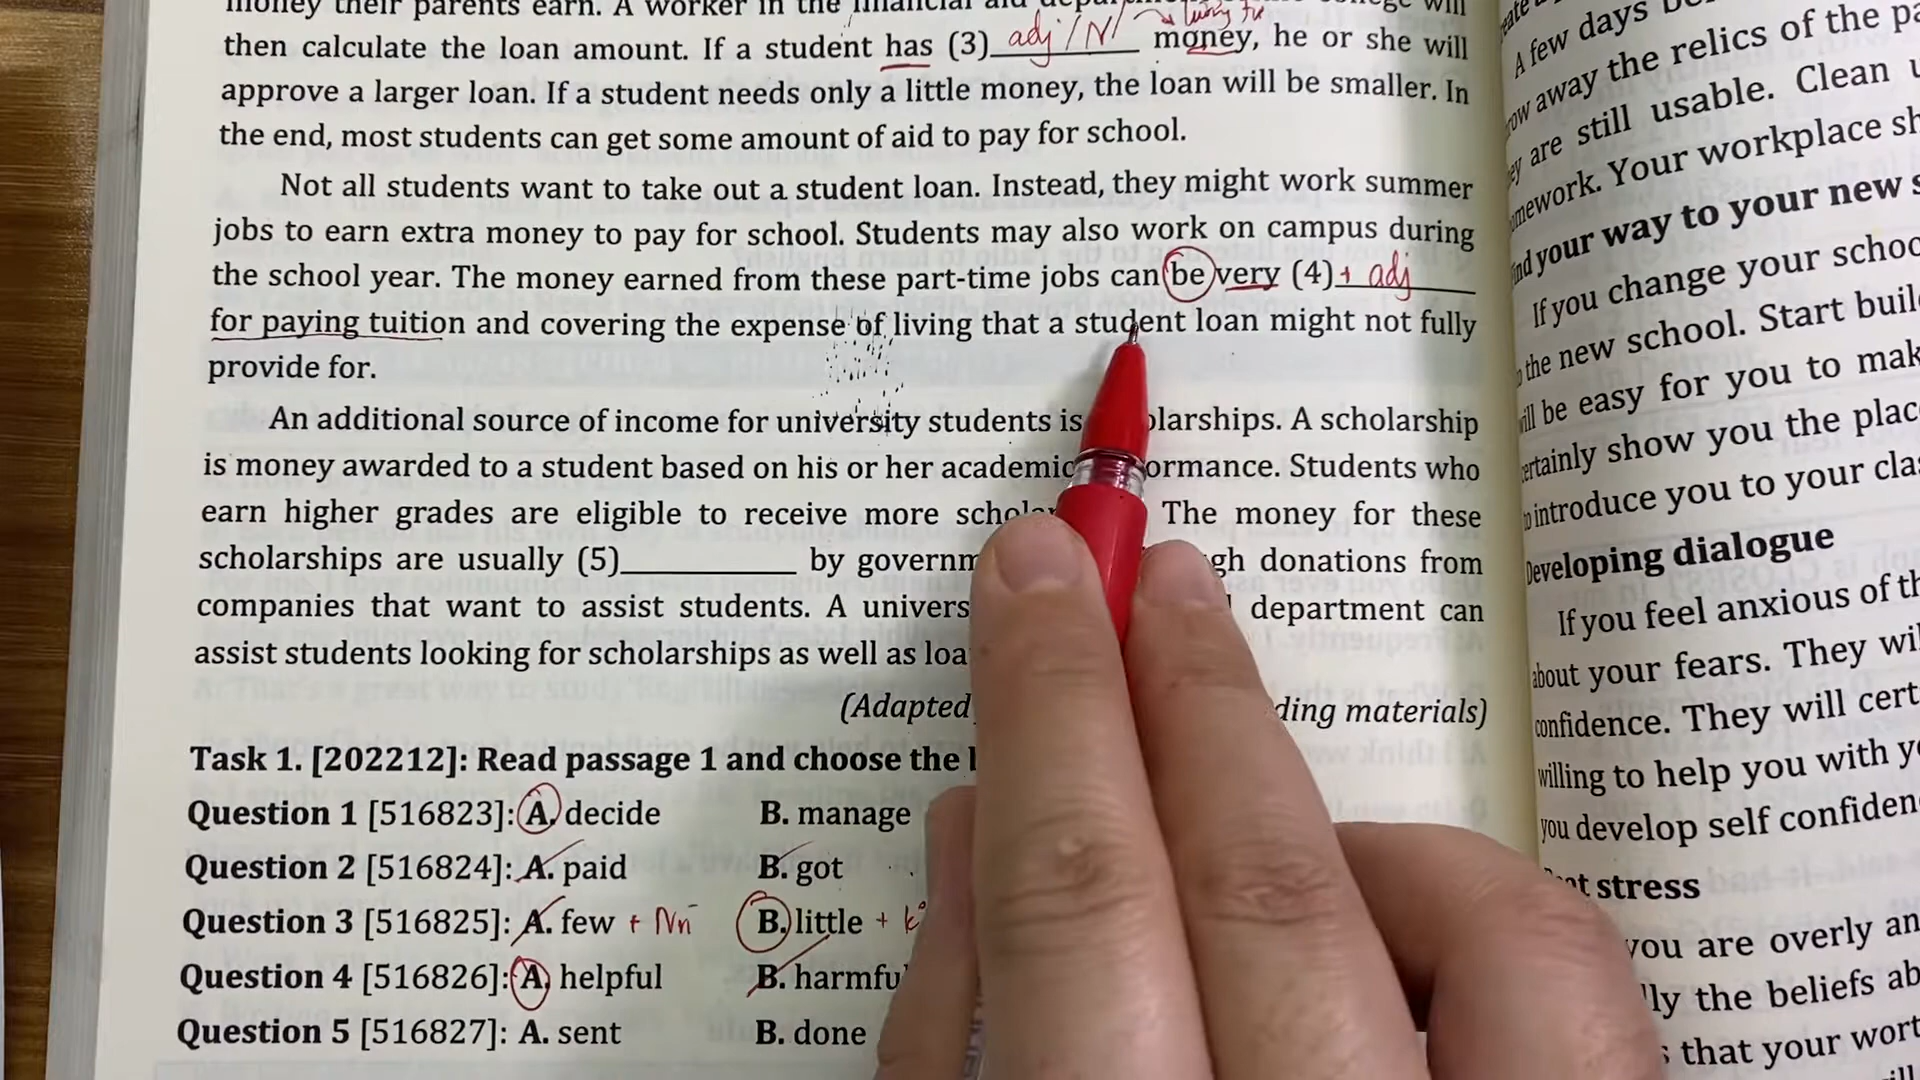 money their parents earn. A worker in the financial aid
then calculate the loan amount. If a student has (3) adj / N money, he or she will
approve a larger loan. If a student needs only a little money, the loan will be smaller. In
the end, most students can get some amount of aid to pay for school.
Not all students want to take out a student loan. Instead, they might work summer
jobs to earn extra money to pay for school. Students may also work on campus during
the school year. The money earned from these part-time jobs can be very (4) + adj
for paying tuition and covering the expense of living that a student loan might not fully
provide for.
An additional source of income for university students is larships. A scholarship
is money awarded to a student based on his or her academic ormance. Students who
earn higher grades are eligible to receive more schola The money for these
scholarships are usually (5)__________ by governm gh donations from
companies that want to assist students. A univers department can
assist students looking for scholarships as well as loa
(Adapted ding materials)
Task 1. [202212]: Read passage 1 and choose the
Question 1 [516823]: A. decide B. manage
Question 2 [516824]: A. paid B. got
Question 3 [516825]: A. few + Nn B. little + k
Question 4 [516826]: A. helpful B. harmfu
Question 5 [516827]: A. sent B. done
A few days
row away the relics of the pa
ey are still usable. Clean u
mework. Your workplace sh
ind your way to your new s
If you change your schoo
the new school. Start buil
ill be easy for you to mak
ertainly show you the place
o introduce you to your clas
Developing dialogue
If you feel anxious of th
about your fears. They wil
confidence. They will cert
willing to help you with yo
you develop self confiden
stress
you are overly an
lly the beliefs ab
s that your wort